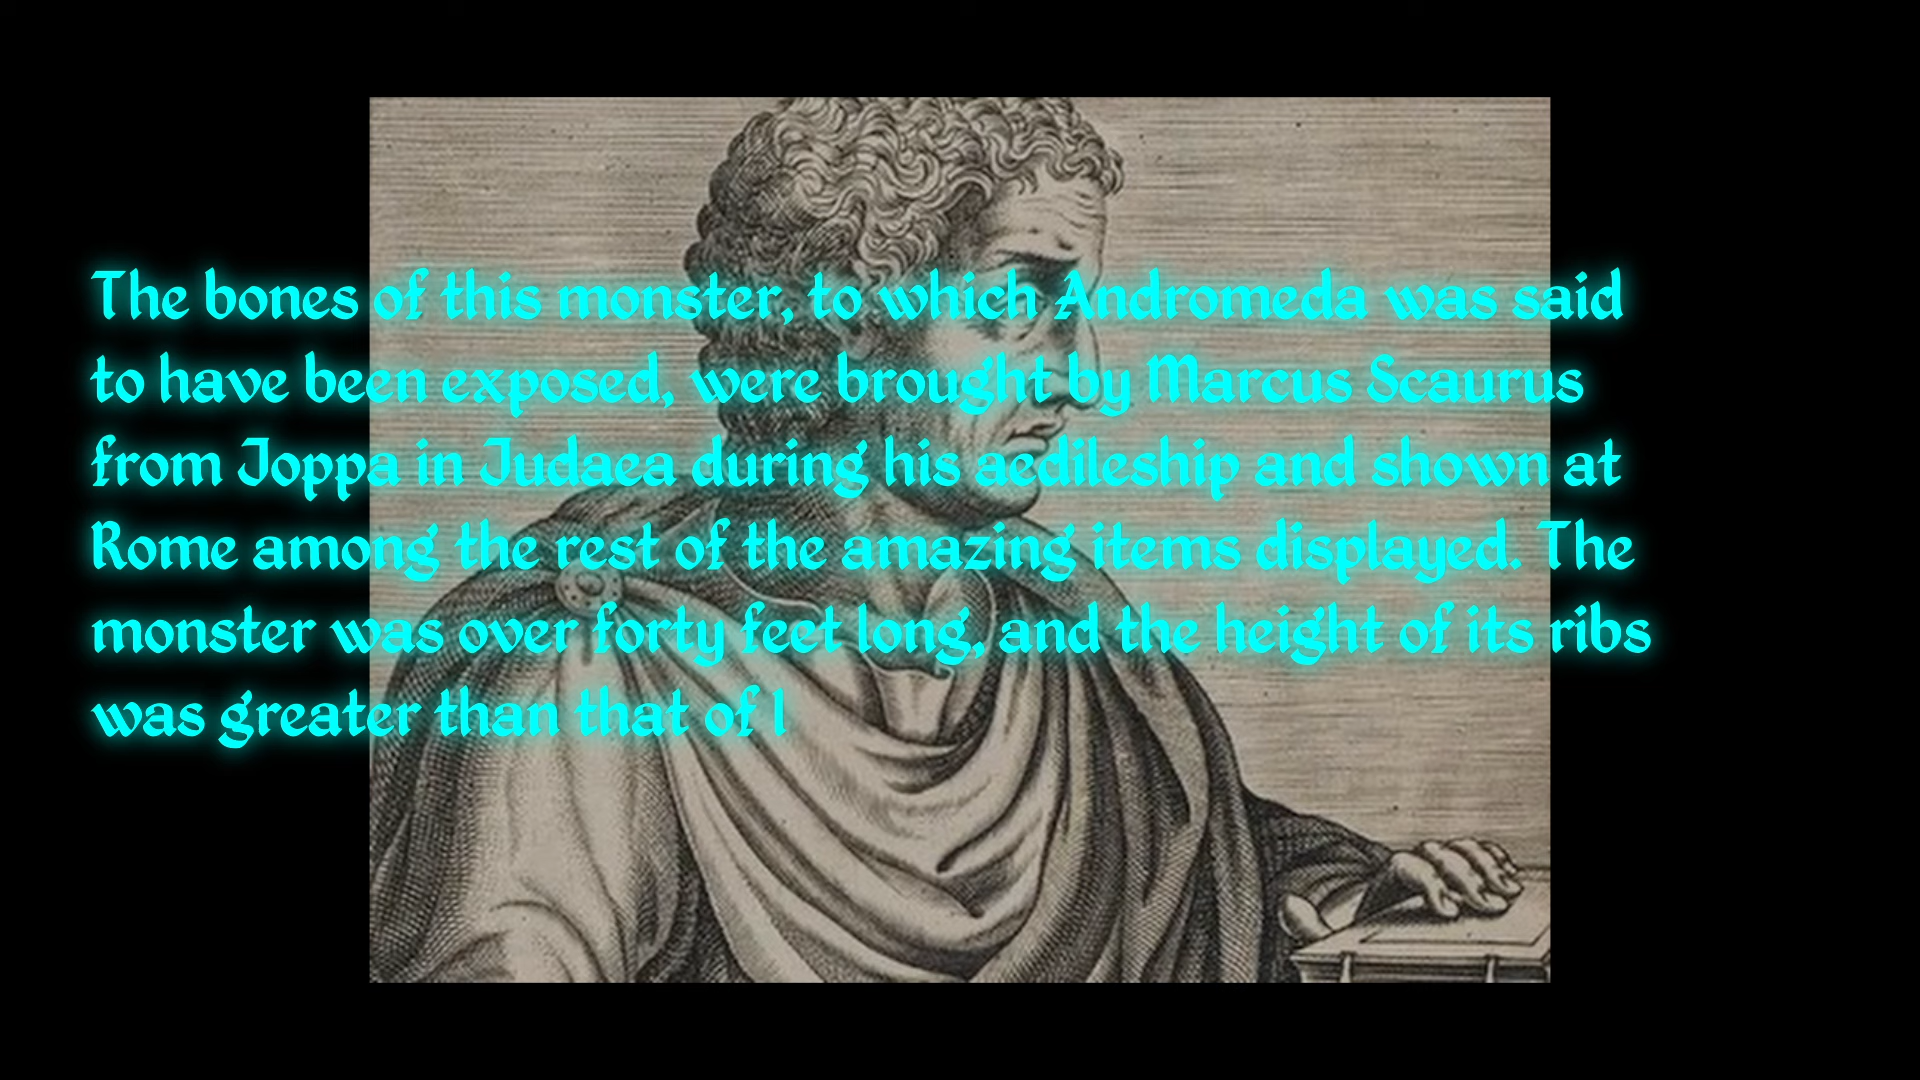 The bones of this monster, to which Andromeda was said
to have been exposed, were brought by Marcus Scaurus
from Joppa in Judaea during his aedileship and shown at
Rome among the rest of the amazing items displayed. The
monster was over forty feet long, and the height of its ribs
was greater than that of I